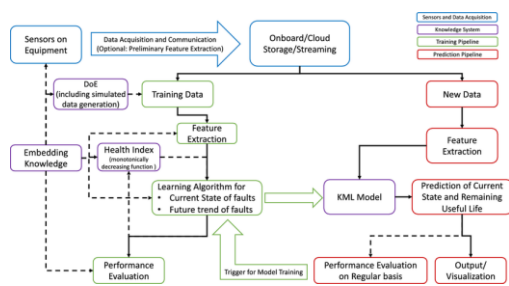 Sensors on
Equipment
Data Acquisition and Communication
(Optional: Preliminary Feature Extraction)
Onboard/Cloud
Storage/Streaming
Sensors and Data Acquisition
Knowledge System
Training Pipeline
Prediction Pipeline
DoE
(including simulated
data generation)
Training Data
New Data
Feature
Extraction
Feature
Extraction
Embedding
Knowledge
Health Index
(monotonically
decreasing function)
Learning Algorithm for
• Current State of faults
• Future trend of faults
KML Model
Prediction of Current
State and Remaining
Useful Life
Performance
Evaluation
Trigger for Model Training
Performance Evaluation
on Regular basis
Output/
Visualization